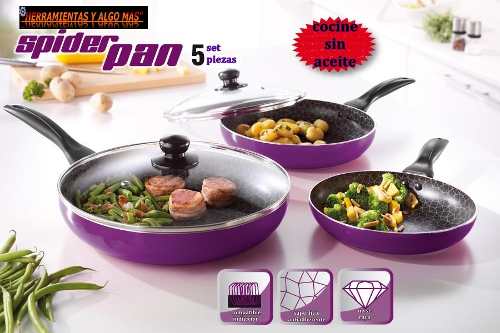 HERRAMIENTAS Y ALGO MAS
spider pan 5 set
piezas
cocine
sin
aceite